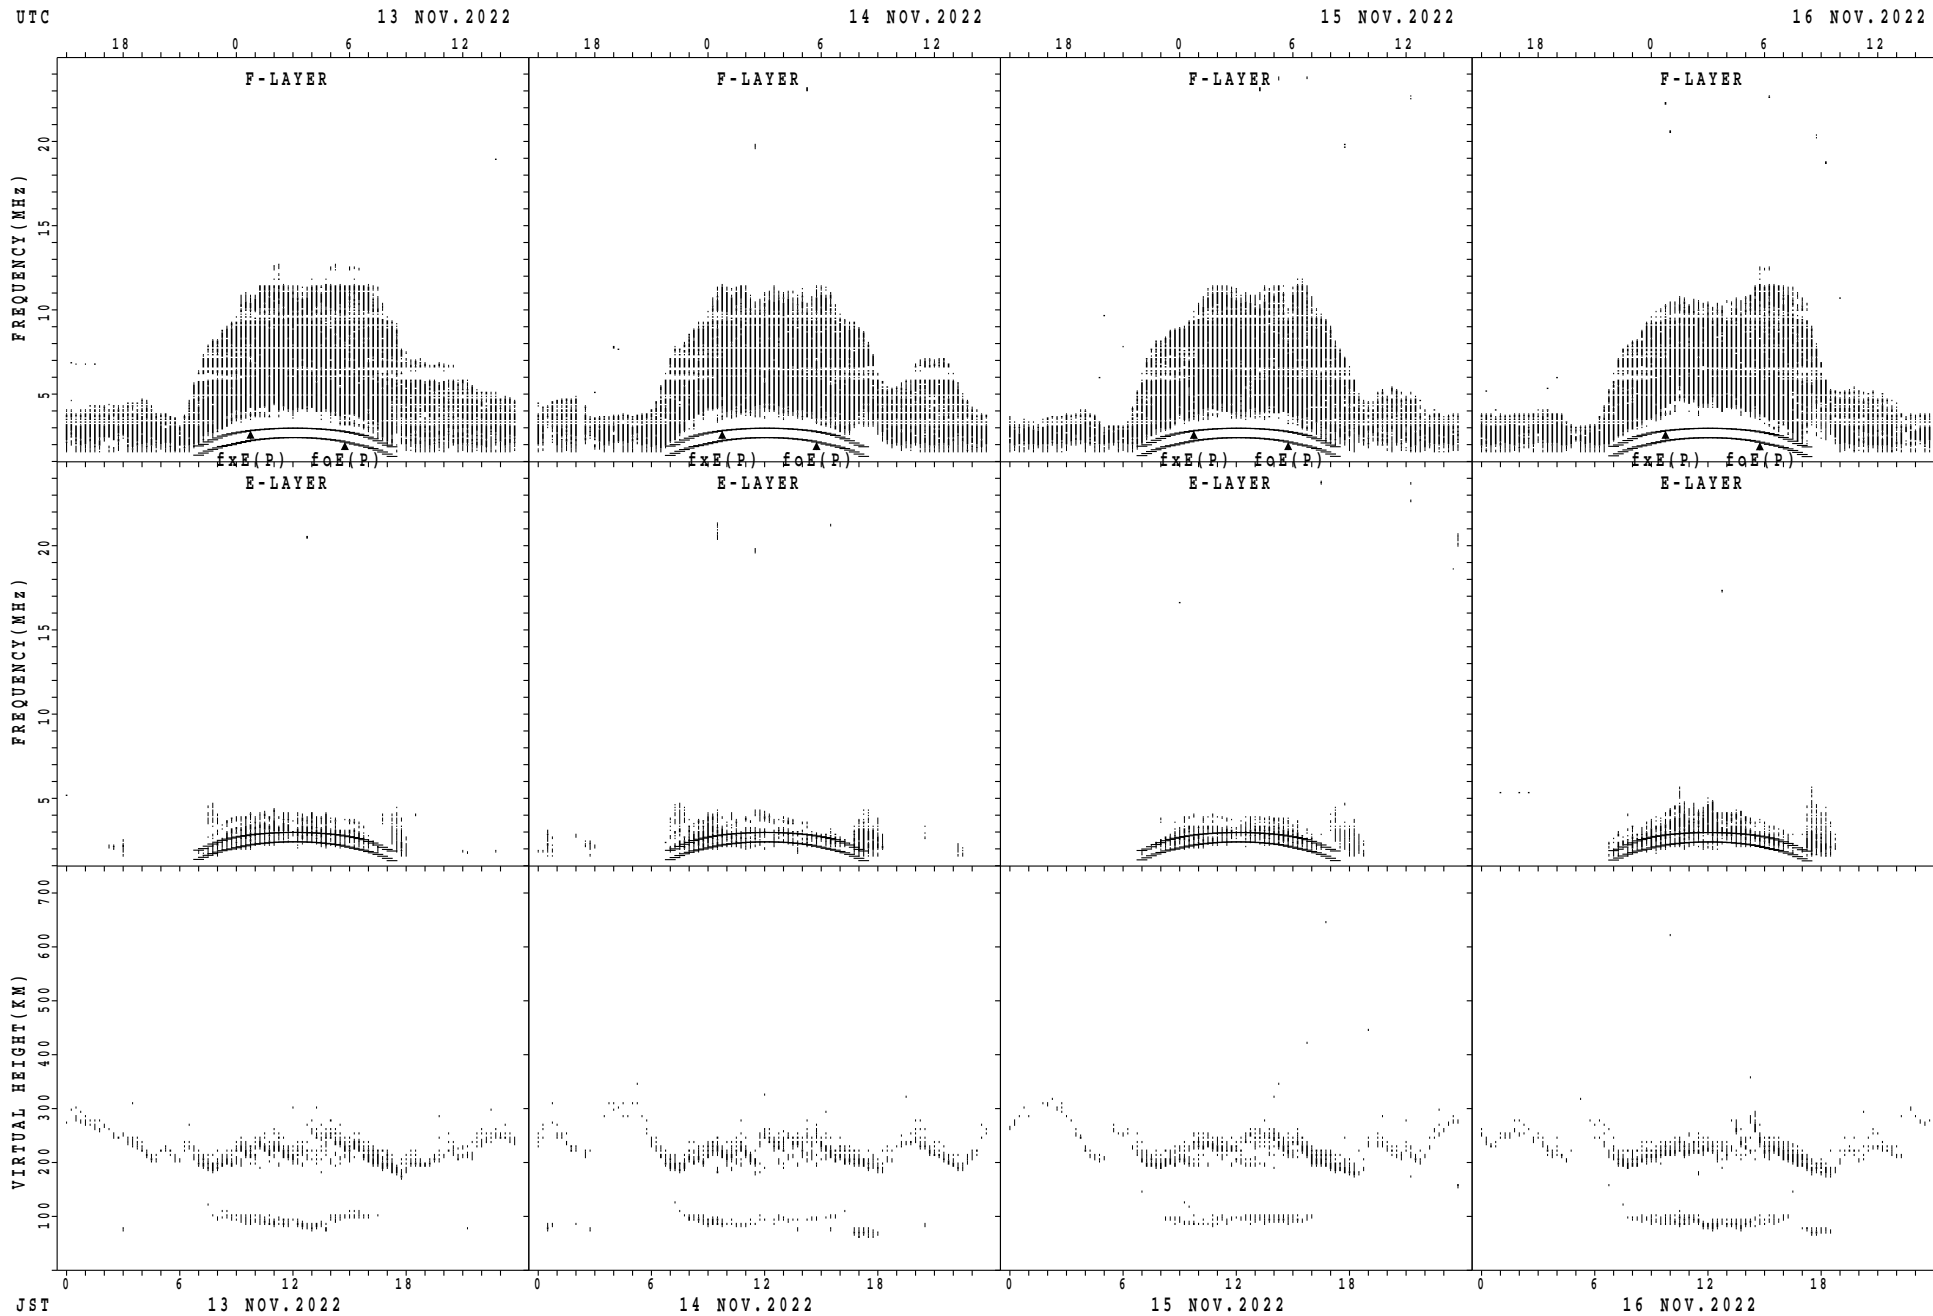 UTC 13 NOV.2022 14 NOV.2022 15 NOV.2022 16 NOV.2022
18 0 6 12 18 0 6 12 18 0 6 12 18 0 6 12
F-LAYER F-LAYER F-LAYER F-LAYER
FREQUENCY(MHz)
20
15
10
5
fxE(P) foE(P) fxE(P) foE(P) fxE(P) foE(P) fxE(P) foE(P)
E-LAYER E-LAYER E-LAYER E-LAYER
FREQUENCY(MHz)
20
15
10
5
VIRTUAL HEIGHT(KM)
700
600
500
400
300
200
100
0 6 12 18 0 6 12 18 0 6 12 18 0 6 12 18
JST 13 NOV.2022 14 NOV.2022 15 NOV.2022 16 NOV.2022